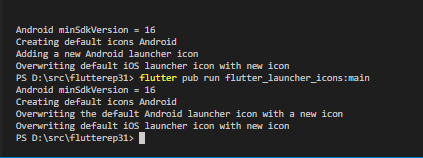 Android minSdkVersion = 16
Creating default icons Android
Adding a new Android launcher icon
Overwriting default iOS launcher icon with new icon
PS D:\src\flutterep31> flutter pub run flutter_launcher_icons:main
Android minSdkVersion = 16
Creating default icons Android
Overwriting the default Android launcher icon with a new icon
Overwriting default iOS launcher icon with new icon
PS D:\src\flutterep31>